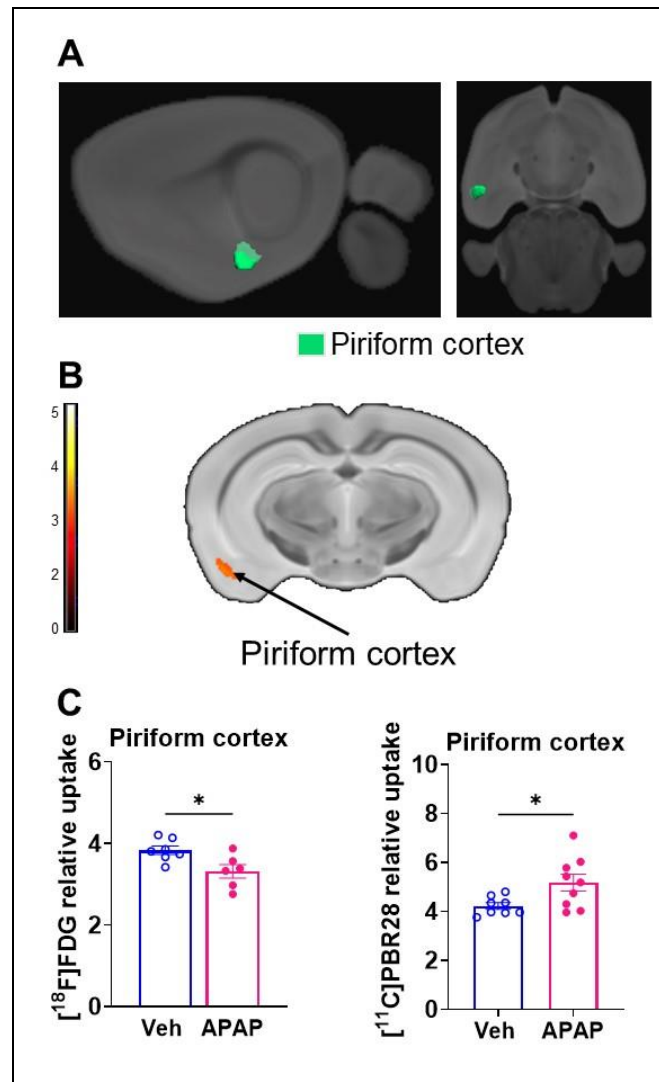 A
Piriform cortex
B
5
4
3
2
0
Piriform cortex
C
Piriform cortex
[¹⁸F]FDG relative uptake
6
4
2
0
*
Veh APAP
Piriform cortex
[¹¹C]PBR28 relative uptake
10
8
6
4
2
0
*
Veh APAP